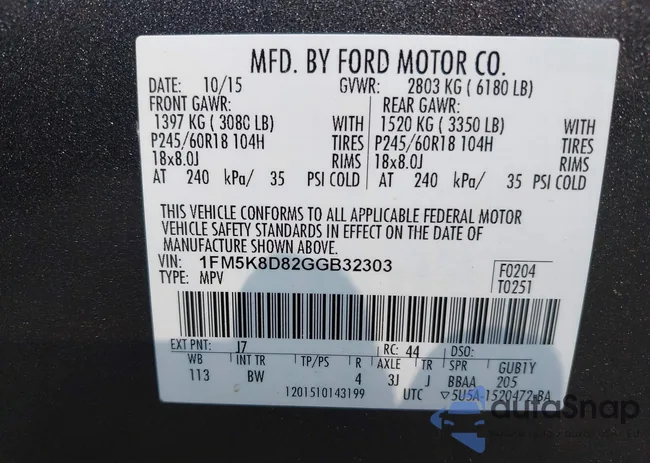 MFD. BY FORD MOTOR CO.
DATE: 10/15 GVWR: 2803 KG ( 6180 LB)
FRONT GAWR: REAR GAWR:
1397 KG ( 3080 LB) WITH 1520 KG ( 3350 LB) WITH
P245/60R18 104H TIRES P245/60R18 104H TIRES
18x8.0J RIMS 18x8.0J RIMS
AT 240 kPa/ 35 PSI COLD AT 240 kPa/ 35 PSI COLD
THIS VEHICLE CONFORMS TO ALL APPLICABLE FEDERAL MOTOR
VEHICLE SAFETY STANDARDS IN EFFECT ON THE DATE OF
MANUFACTURE SHOWN ABOVE.
VIN: 1FM5K8D82GGB32303 F0204
TYPE: MPV T0251
EXT PNT: J7 RC: 44 DSO:
WB INT TR TP/PS R AXLE TR SPR GUB1Y
113 BW 4 3J J BBAA 205
1201510143199 UTC ▽5U5A-1520472-BA
autoSnap